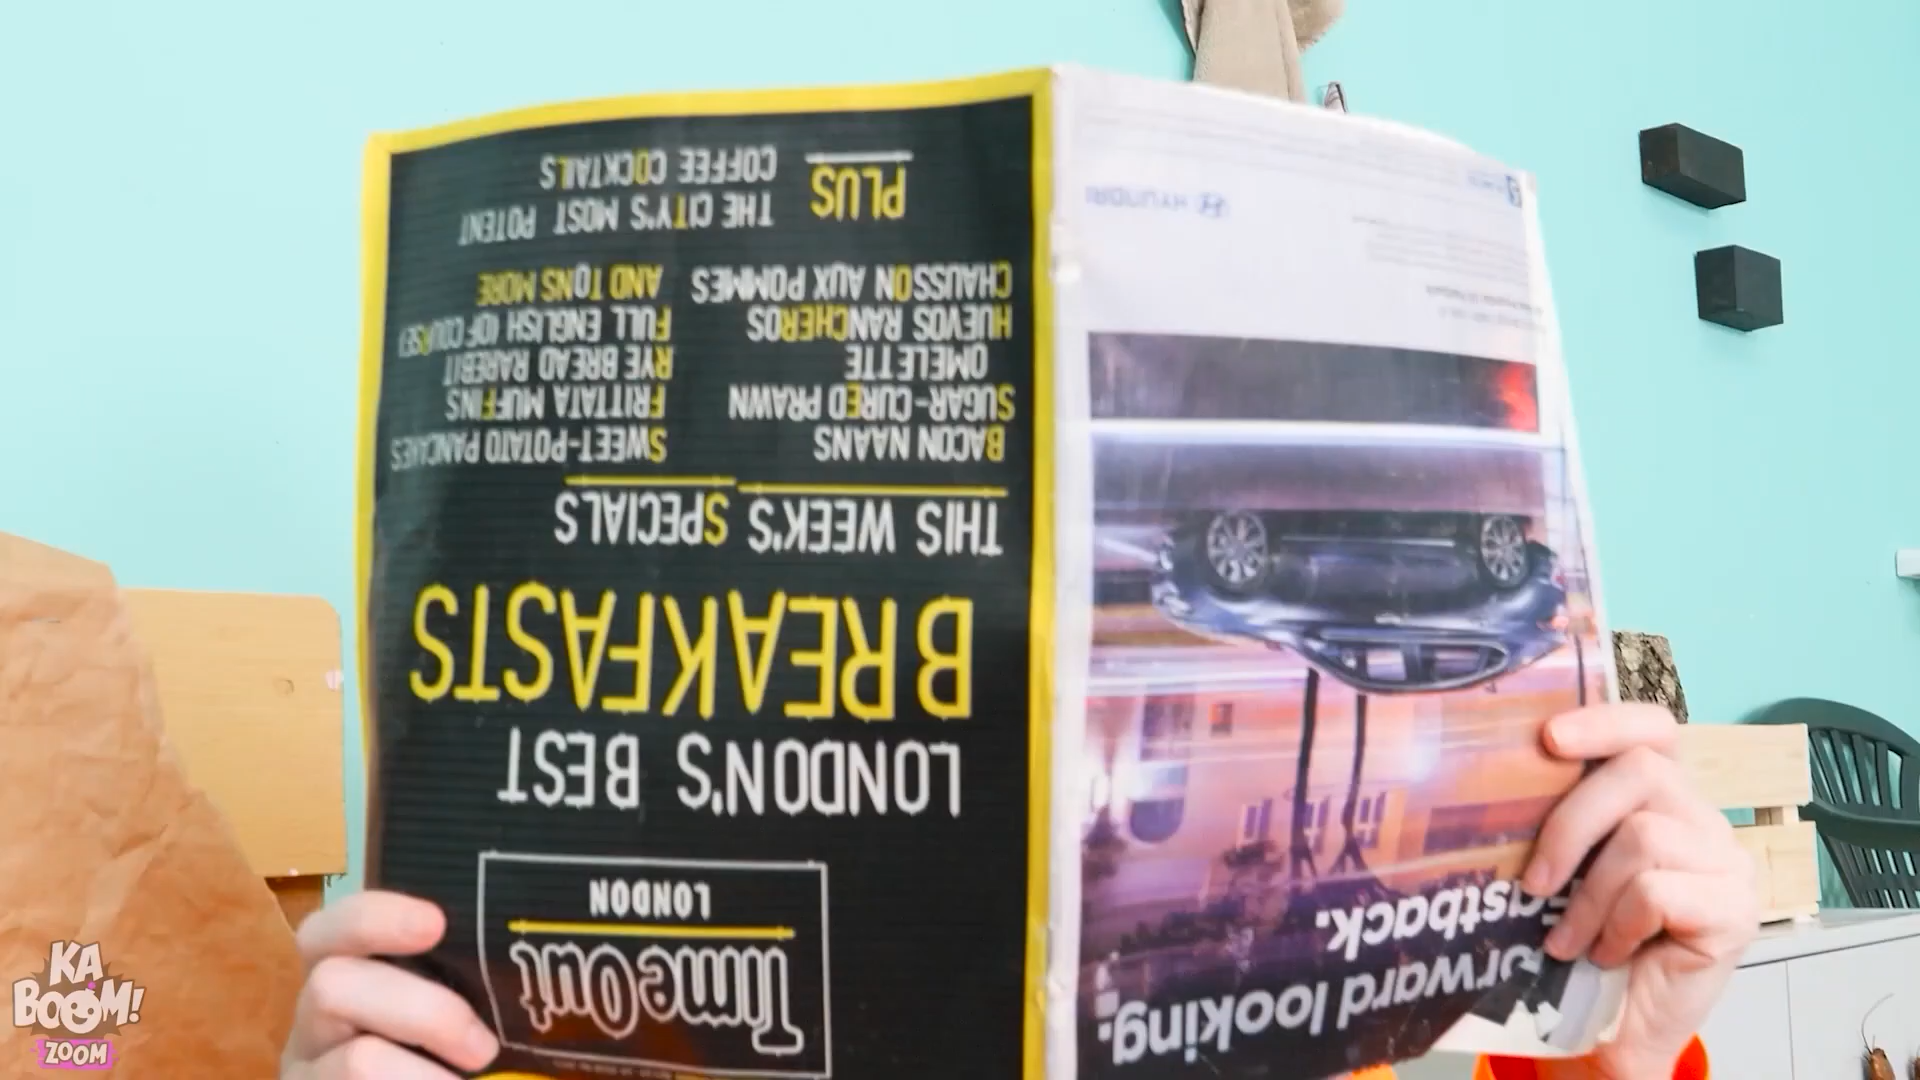 Time Out
LONDON
LONDON'S BEST
BREAKFASTS
THIS WEEK'S SPECIALS
BACON NAANS
SUGAR-CURED PRAWN
OMELETTE
HUEVOS RANCHEROS
CHAUSSON AUX POMMES
SWEET-POTATO PANCAKES
FRITTATA MUFFINS
RYE BREAD RAREBIT
FULL ENGLISH (OF COURSE)
AND TONS MORE
PLUS
THE CITY'S MOST POTENT
COFFEE COCKTAILS
orward looking.
astback.
HYUNDAI
KA
BOOM!
ZOOM